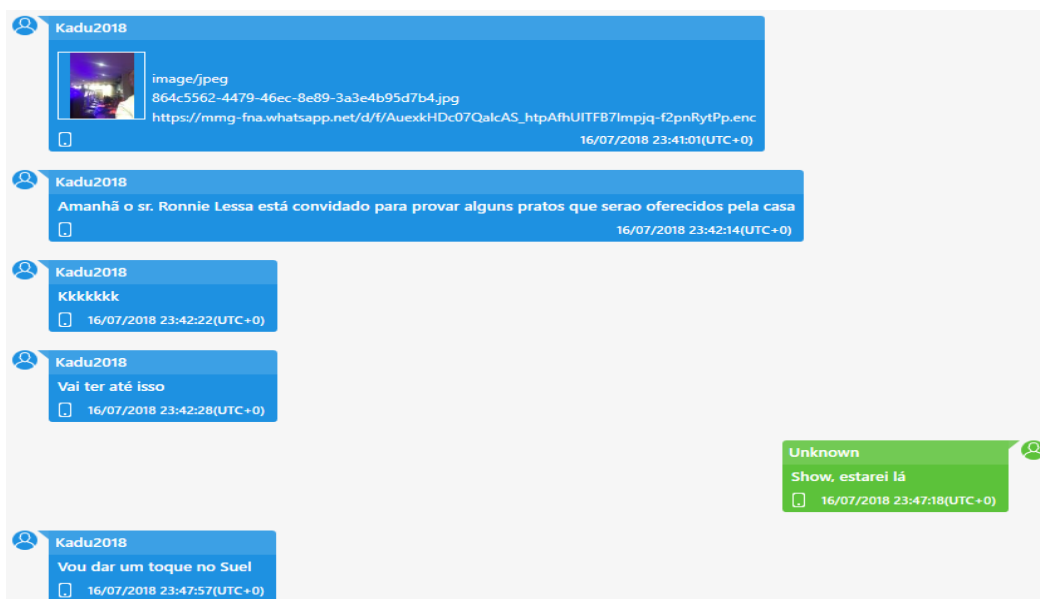 Kadu2018
image/jpeg
864c5562-4479-46ec-8e89-3a3e4b95d7b4.jpg
https://mmg-fna.whatsapp.net/d/f/AuexkHDc07QalcAS_htpAfhUITFB7Impjq-f2pnRytPp.enc
16/07/2018 23:41:01(UTC+0)
Kadu2018
Amanhã o sr. Ronnie Lessa está convidado para provar alguns pratos que serao oferecidos pela casa
16/07/2018 23:42:14(UTC+0)
Kadu2018
Kkkkkkk
16/07/2018 23:42:22(UTC+0)
Kadu2018
Vai ter até isso
16/07/2018 23:42:28(UTC+0)
Unknown
Show, estarei lá
16/07/2018 23:47:18(UTC+0)
Kadu2018
Vou dar um toque no Suel
16/07/2018 23:47:57(UTC+0)